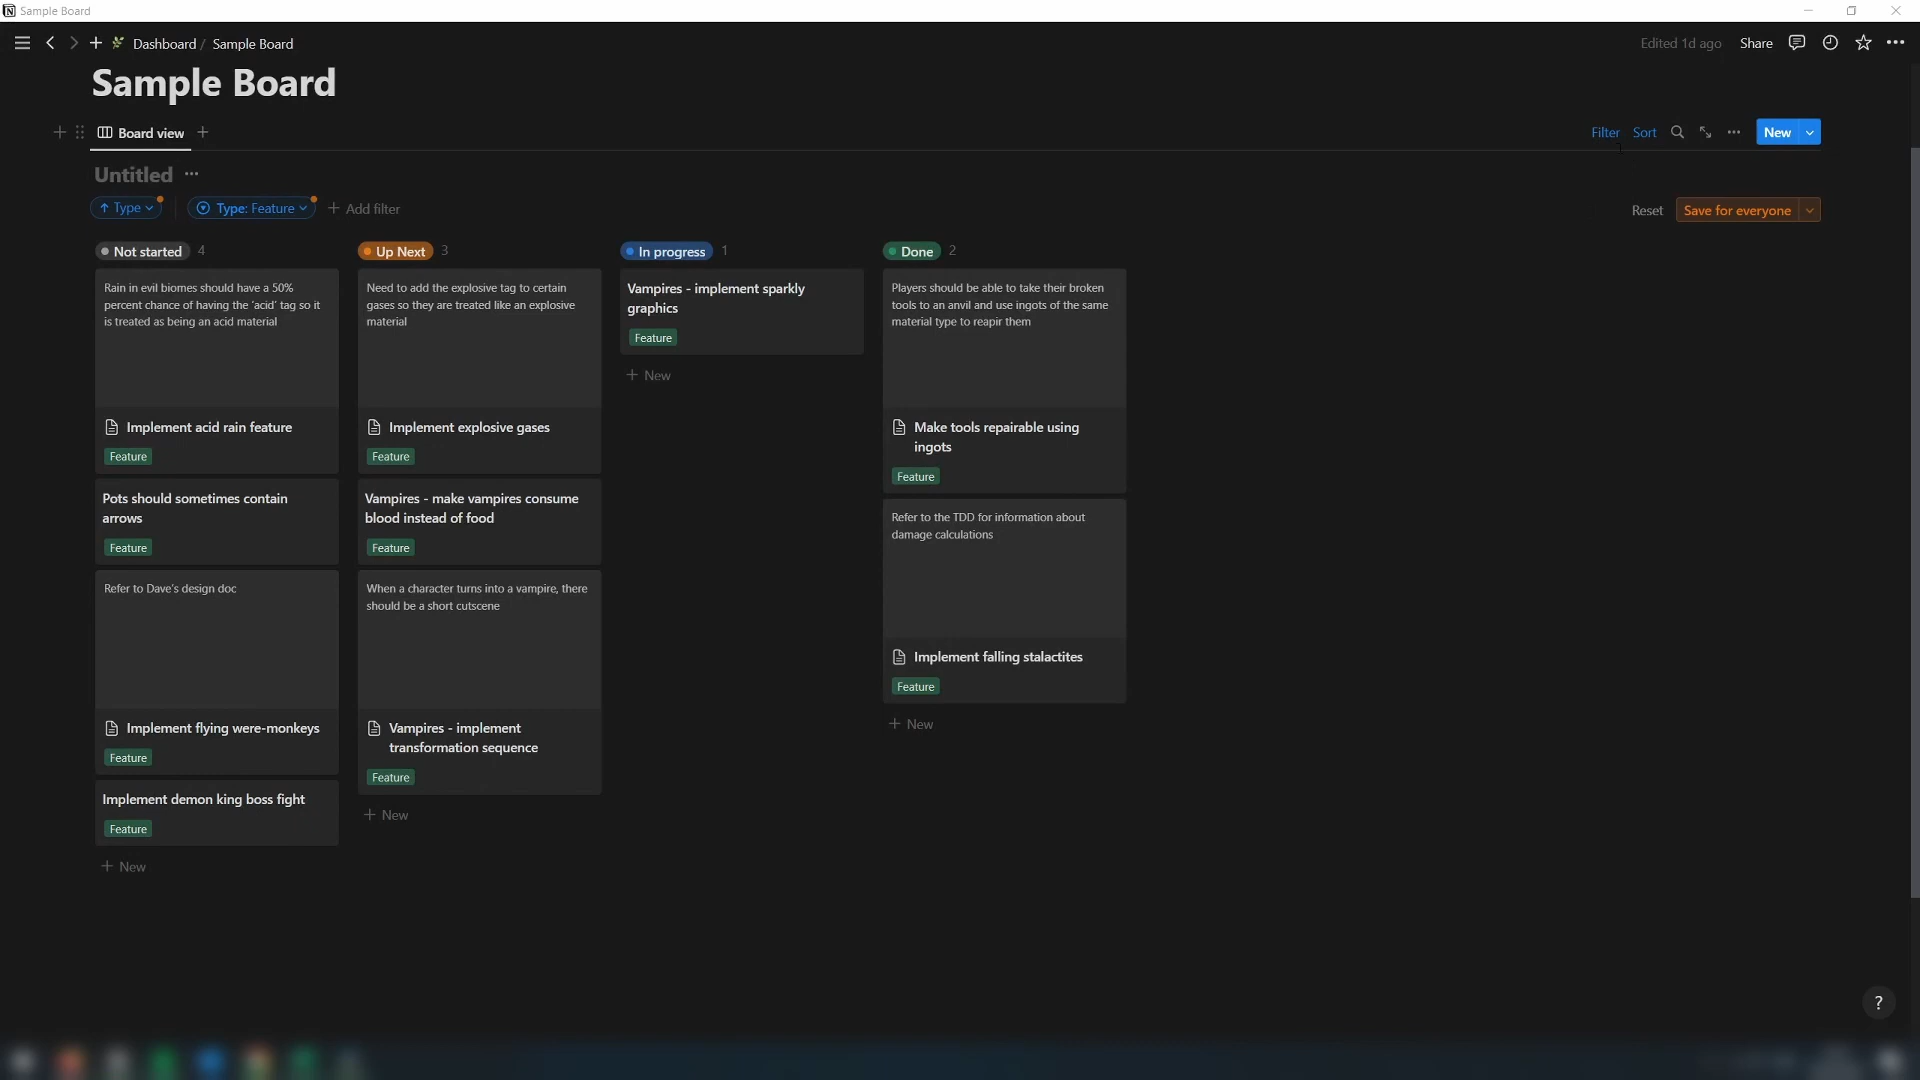 Sample Board
Dashboard / Sample Board
Edited 1d ago
Share
Sample Board
Board view
Filter
Sort
New
Untitled
Type
Type: Feature
Add filter
Reset
Save for everyone
Not started 4
Rain in evil biomes should have a 50%
percent chance of having the 'acid' tag so it
is treated as being an acid material
Implement acid rain feature
Feature
Pots should sometimes contain
arrows
Feature
Refer to Dave's design doc
Implement flying were-monkeys
Feature
Implement demon king boss fight
Feature
+ New
Up Next 3
Need to add the explosive tag to certain
gases so they are treated like an explosive
material
Implement explosive gases
Feature
Vampires - make vampires consume
blood instead of food
Feature
When a character turns into a vampire, there
should be a short cutscene
Vampires - implement
transformation sequence
Feature
+ New
In progress 1
Vampires - implement sparkly
graphics
Feature
+ New
Done 2
Players should be able to take their broken
tools to an anvil and use ingots of the same
material type to reapir them
Make tools repairable using
ingots
Feature
Refer to the TDD for information about
damage calculations
Implement falling stalactites
Feature
+ New
?